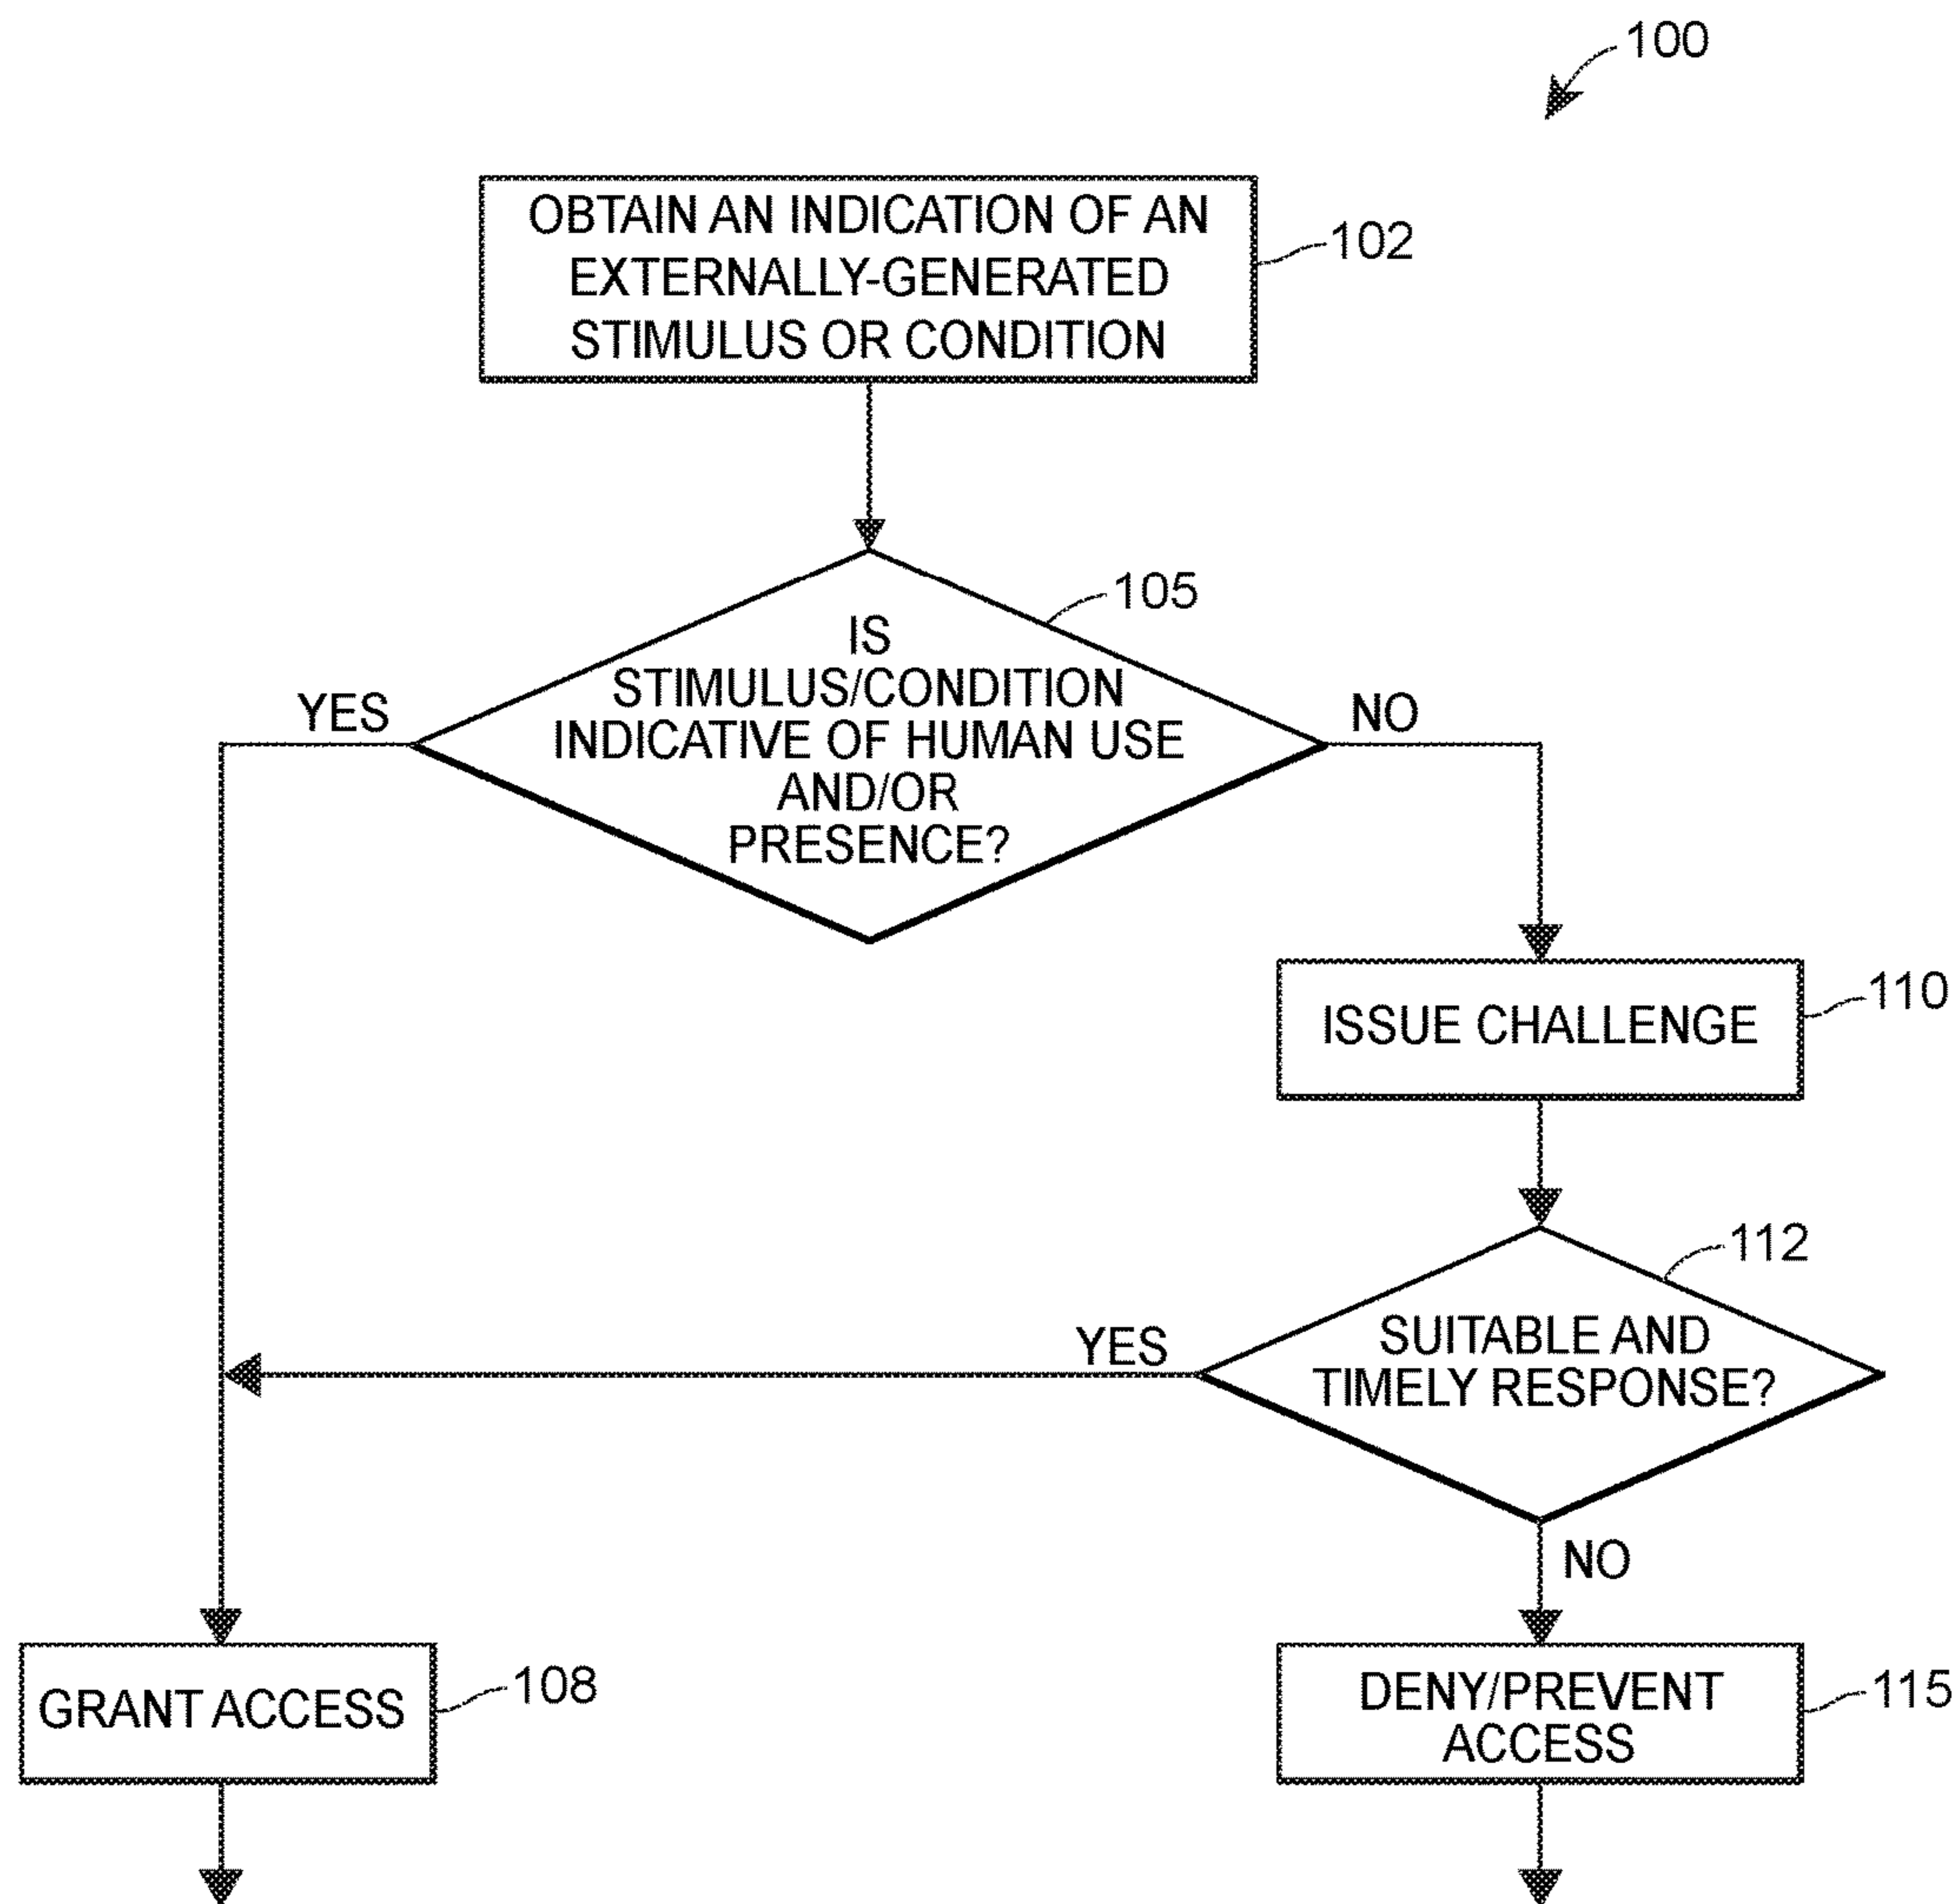 100
OBTAIN AN INDICATION OF AN
EXTERNALLY-GENERATED
STIMULUS OR CONDITION
102
105
IS
STIMULUS/CONDITION
INDICATIVE OF HUMAN USE
AND/OR
PRESENCE?
YES
NO
ISSUE CHALLENGE
110
112
SUITABLE AND
TIMELY RESPONSE?
YES
NO
GRANT ACCESS
108
DENY/PREVENT
ACCESS
115